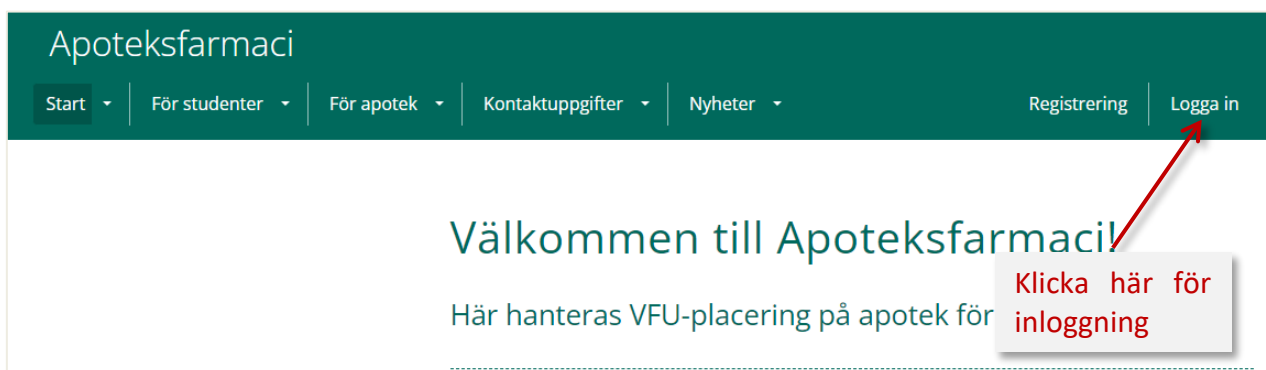 Apoteksfarmaci
Start För studenter För apotek Kontaktuppgifter Nyheter Registrering Logga in
Välkommen till Apoteksfarmaci!
Klicka här för
inloggning
Här hanteras VFU-placering på apotek för